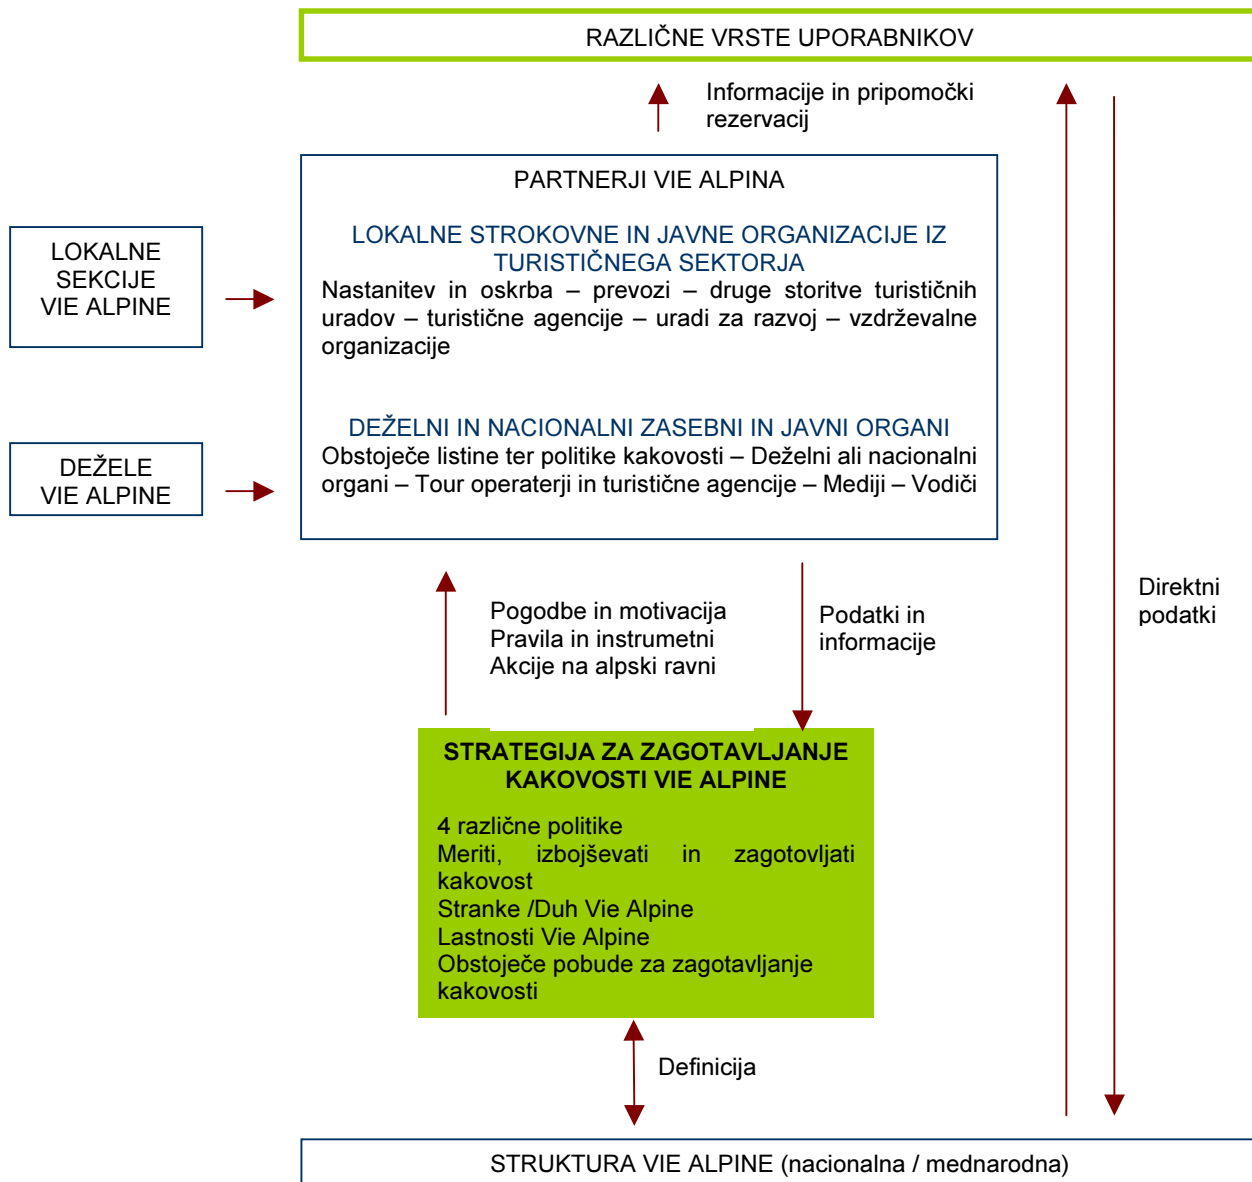 RAZLIČNE VRSTE UPORABNIKOV
Informacije in pripomočki
rezervacij
PARTNERJI VIE ALPINA
LOKALNE STROKOVNE IN JAVNE ORGANIZACIJE IZ
TURISTIČNEGA SEKTORJA
Nastanitev in oskrba – prevozi – druge storitve turističnih
uradov – turistične agencije – uradi za razvoj – vzdrževalne
organizacije
DEŽELNI IN NACIONALNI ZASEBNI IN JAVNI ORGANI
Obstoječe listine ter politike kakovosti – Deželni ali nacionalni
organi – Tour operaterji in turistične agencije – Mediji – Vodiči
LOKALNE
SEKCIJE
VIE ALPINE
DEŽELE
VIE ALPINE
Pogodbe in motivacija
Pravila in instrumetni
Akcije na alpski ravni
Podatki in
informacije
Direktni
podatki
STRATEGIJA ZA ZAGOTAVLJANJE
KAKOVOSTI VIE ALPINE
4 različne politike
Meriti, izbojševati in zagotovljati
kakovost
Stranke /Duh Vie Alpine
Lastnosti Vie Alpine
Obstoječe pobude za zagotavljanje
kakovosti
Definicija
STRUKTURA VIE ALPINE (nacionalna / mednarodna)